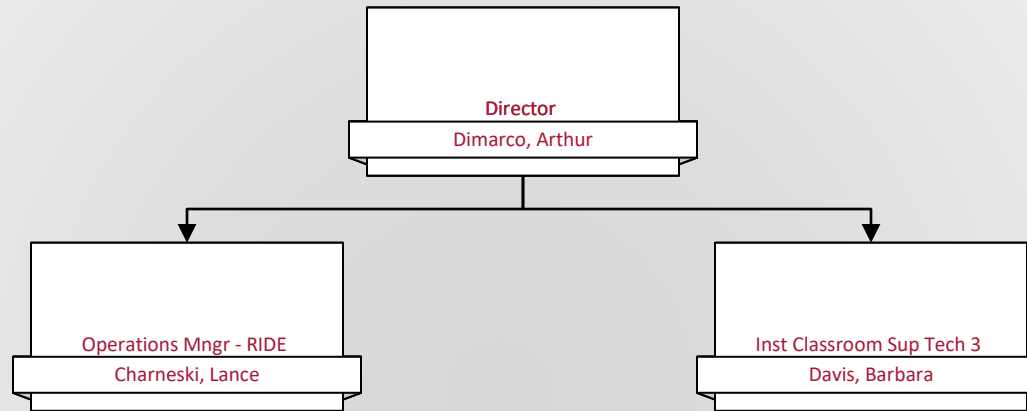 Director
Dimarco, Arthur
Operations Mngr - RIDE
Charneski, Lance
Inst Classroom Sup Tech 3
Davis, Barbara